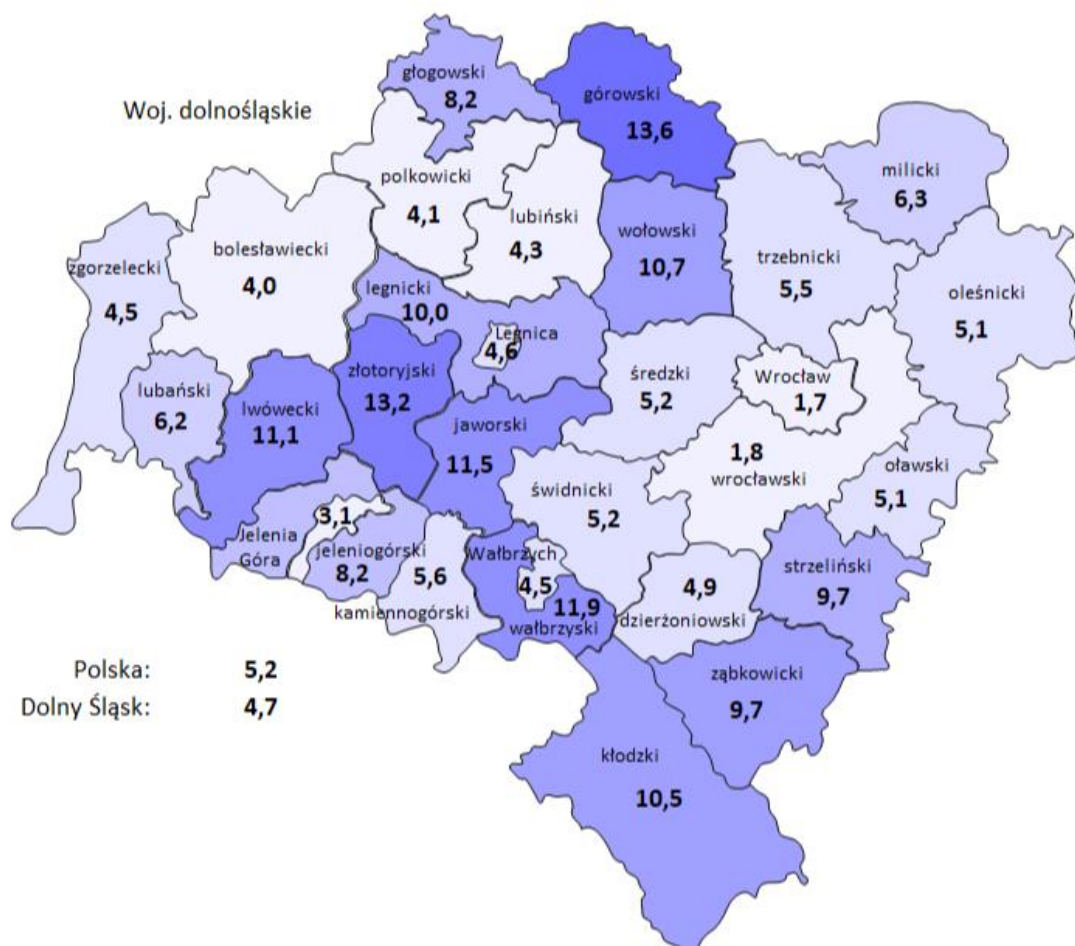 głogowski
8,2
Woj. dolnośląskie
górowski
13,6
milicki
6,3
polkowicki
4,1
lubiński
4,3
wołowski
10,7
trzebnicki
5,5
oleśnicki
5,1
zgorzelecki
4,5
bolesławiecki
4,0
legnicki
10,0
Legnica
4,6
lubański
6,2
lwówecki
11,1
złotoryjski
13,2
jaworski
11,5
średzki
5,2
Wrocław
1,7
1,8
wrocławski
oławski
5,1
świdnicki
5,2
3,1
Jelenia
Góra
jeleniogórski
8,2
5,6
kamiennogórski
Wałbrzych
4,5
11,9
wałbrzyski
4,9
dzierżoniowski
strzeliński
9,7
ząbkowicki
9,7
kłodzki
10,5
Polska: 5,2
Dolny Śląsk: 4,7